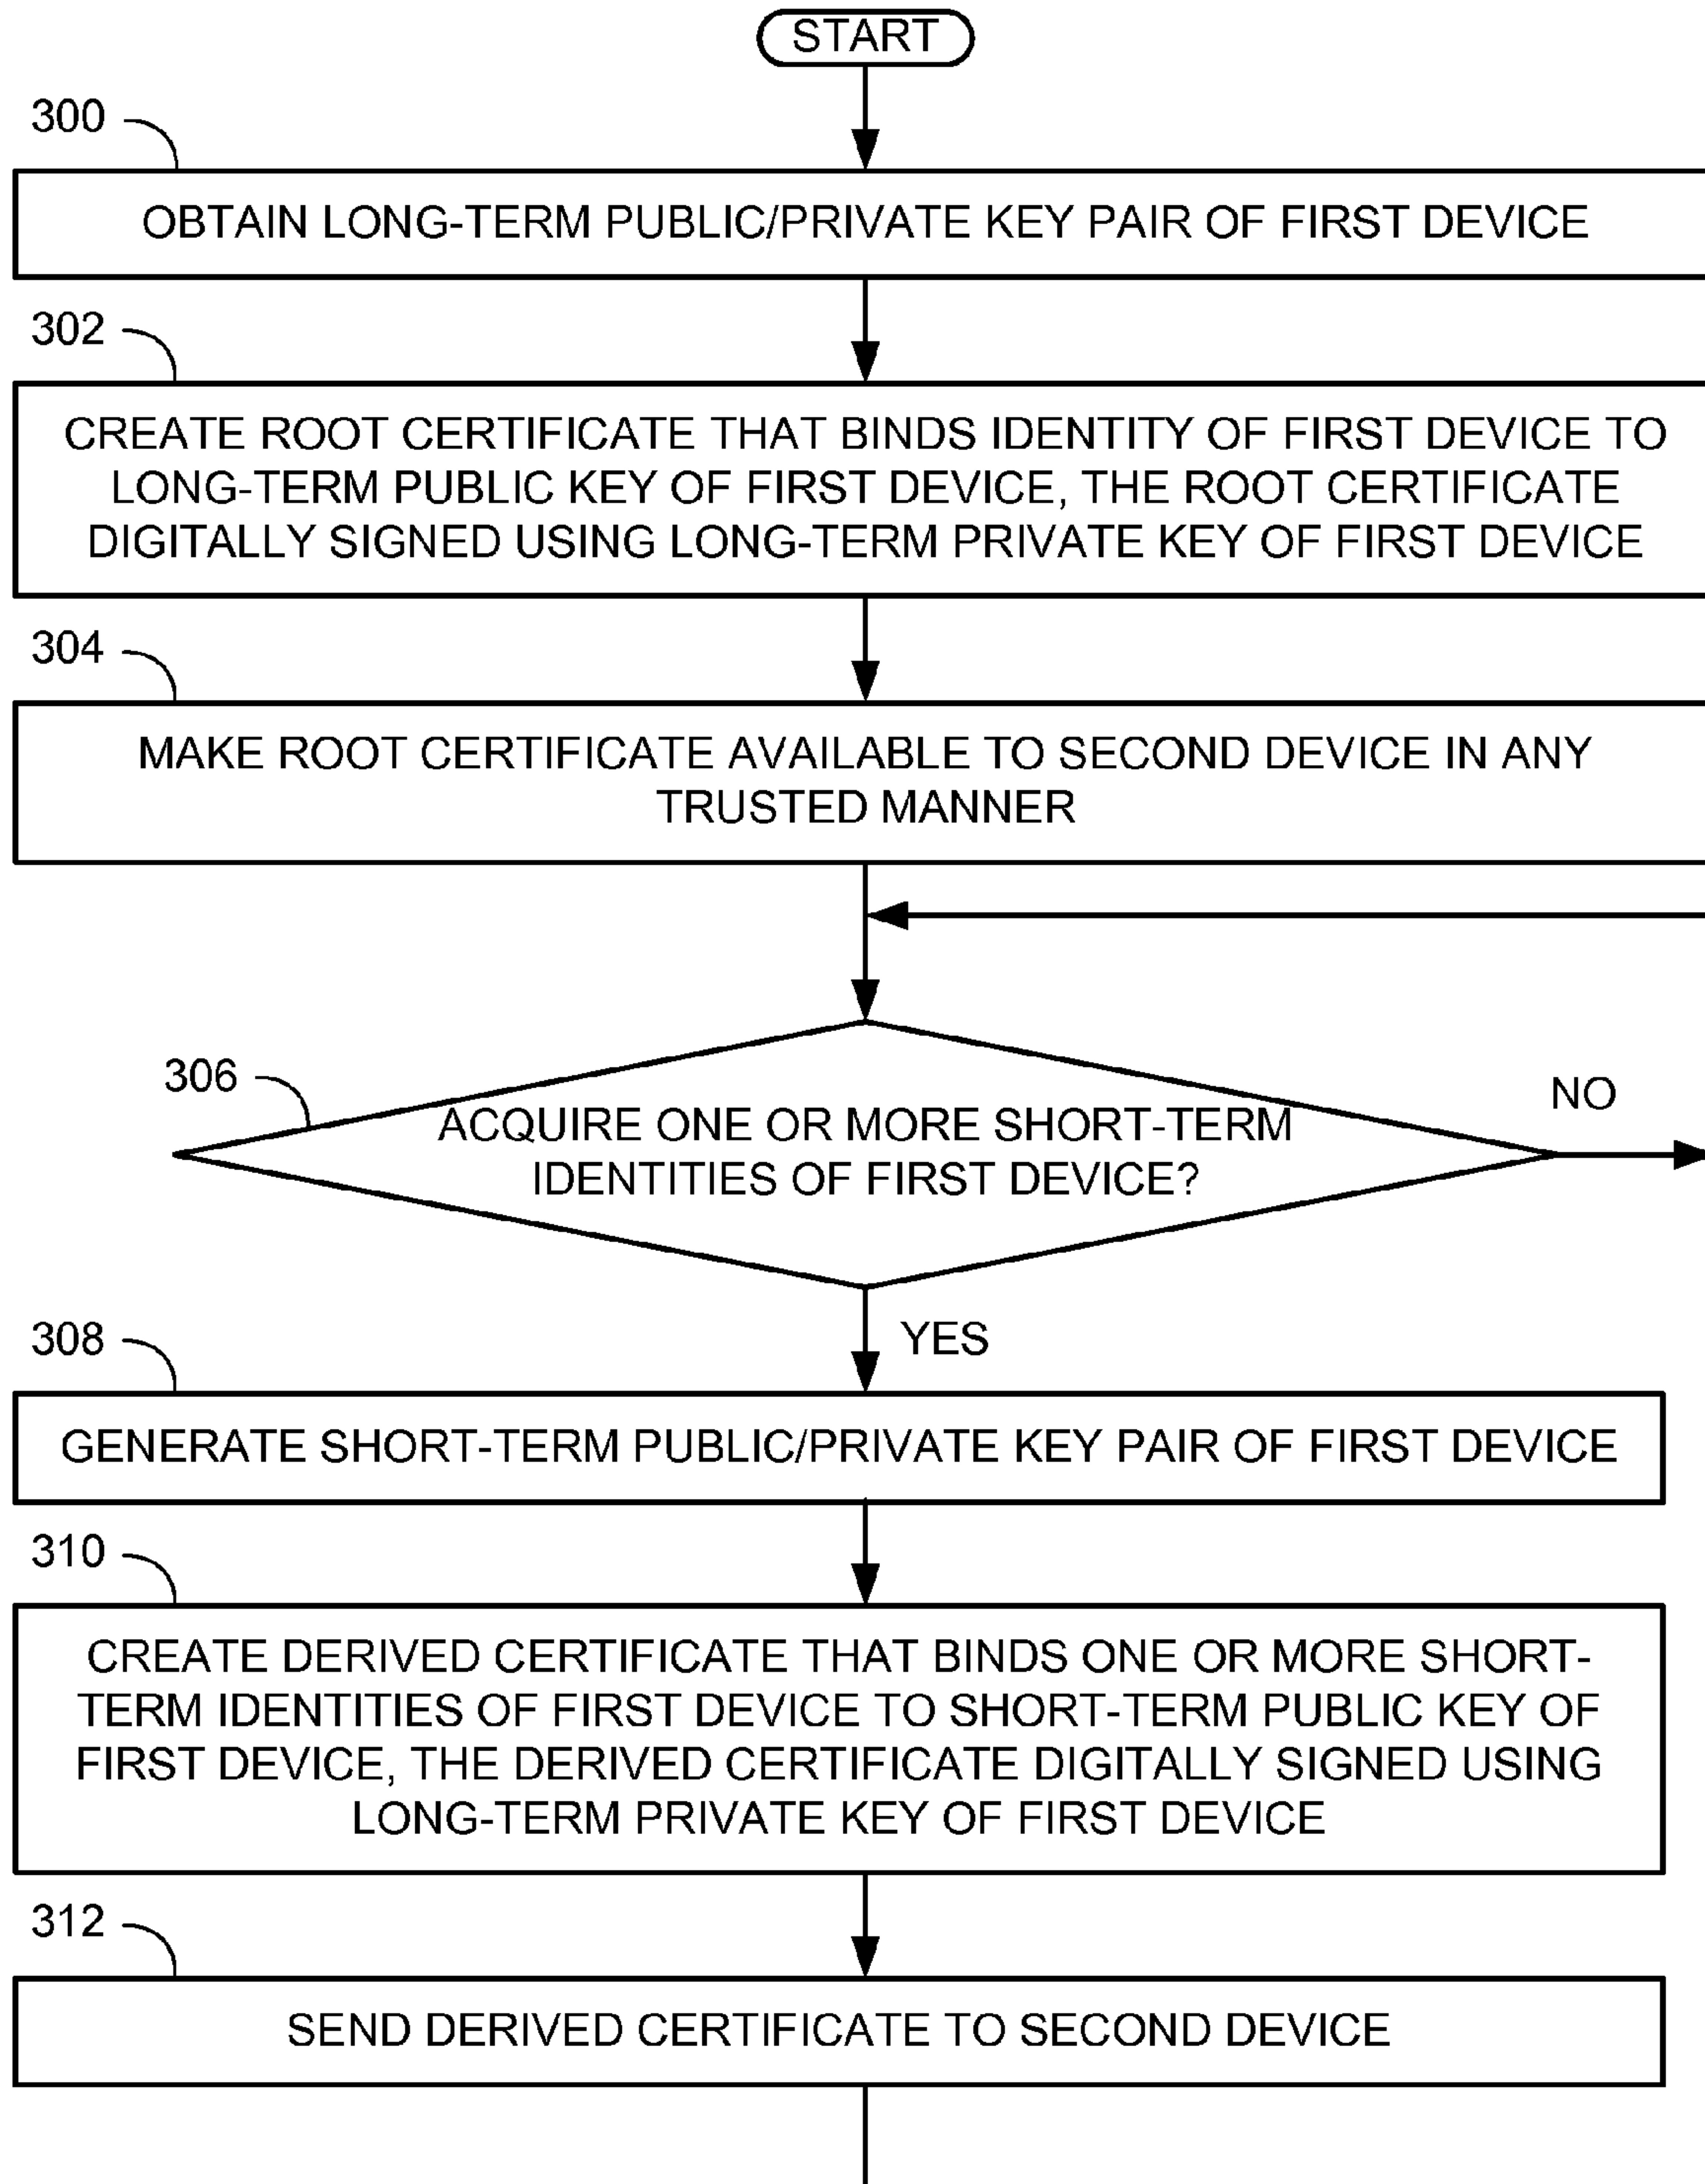 START
300
OBTAIN LONG-TERM PUBLIC/PRIVATE KEY PAIR OF FIRST DEVICE
302
CREATE ROOT CERTIFICATE THAT BINDS IDENTITY OF FIRST DEVICE TO
LONG-TERM PUBLIC KEY OF FIRST DEVICE, THE ROOT CERTIFICATE
DIGITALLY SIGNED USING LONG-TERM PRIVATE KEY OF FIRST DEVICE
304
MAKE ROOT CERTIFICATE AVAILABLE TO SECOND DEVICE IN ANY
TRUSTED MANNER
306
ACQUIRE ONE OR MORE SHORT-TERM
IDENTITIES OF FIRST DEVICE?
NO
YES
308
GENERATE SHORT-TERM PUBLIC/PRIVATE KEY PAIR OF FIRST DEVICE
310
CREATE DERIVED CERTIFICATE THAT BINDS ONE OR MORE SHORT-
TERM IDENTITIES OF FIRST DEVICE TO SHORT-TERM PUBLIC KEY OF
FIRST DEVICE, THE DERIVED CERTIFICATE DIGITALLY SIGNED USING
LONG-TERM PRIVATE KEY OF FIRST DEVICE
312
SEND DERIVED CERTIFICATE TO SECOND DEVICE